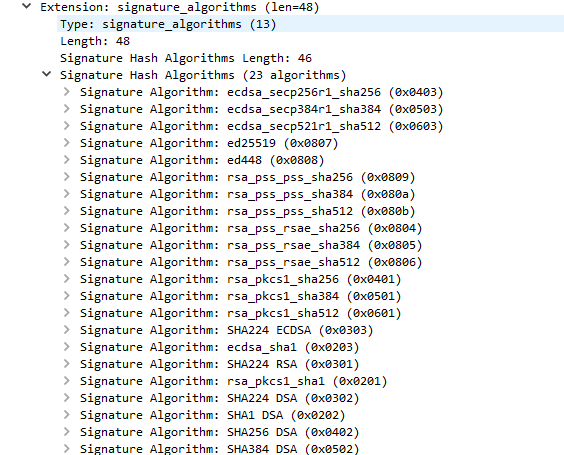 Extension: signature_algorithms (len=48)
Type: signature_algorithms (13)
Length: 48
Signature Hash Algorithms Length: 46
Signature Hash Algorithms (23 algorithms)
Signature Algorithm: ecdsa_secp256r1_sha256 (0x0403)
Signature Algorithm: ecdsa_secp384r1_sha384 (0x0503)
Signature Algorithm: ecdsa_secp521r1_sha512 (0x0603)
Signature Algorithm: ed25519 (0x0807)
Signature Algorithm: ed448 (0x0808)
Signature Algorithm: rsa_pss_pss_sha256 (0x0809)
Signature Algorithm: rsa_pss_pss_sha384 (0x080a)
Signature Algorithm: rsa_pss_pss_sha512 (0x080b)
Signature Algorithm: rsa_pss_rsae_sha256 (0x0804)
Signature Algorithm: rsa_pss_rsae_sha384 (0x0805)
Signature Algorithm: rsa_pss_rsae_sha512 (0x0806)
Signature Algorithm: rsa_pkcs1_sha256 (0x0401)
Signature Algorithm: rsa_pkcs1_sha384 (0x0501)
Signature Algorithm: rsa_pkcs1_sha512 (0x0601)
Signature Algorithm: SHA224 ECDSA (0x0303)
Signature Algorithm: ecdsa_sha1 (0x0203)
Signature Algorithm: SHA224 RSA (0x0301)
Signature Algorithm: rsa_pkcs1_sha1 (0x0201)
Signature Algorithm: SHA224 DSA (0x0302)
Signature Algorithm: SHA1 DSA (0x0202)
Signature Algorithm: SHA256 DSA (0x0402)
Signature Algorithm: SHA384 DSA (0x0502)